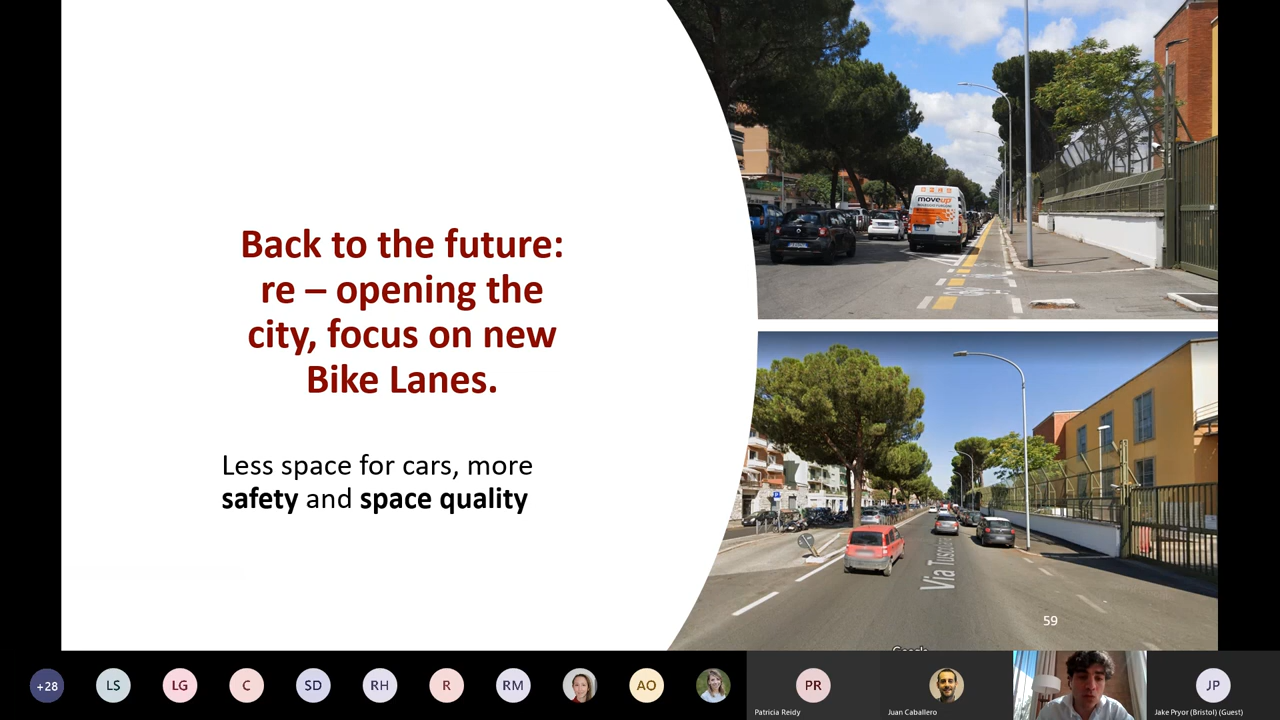 Back to the future:
re – opening the
city, focus on new
Bike Lanes.
Less space for cars, more
safety and space quality
moveup
Via Tuscolana
59
Google
+28
LS
LG
C
SD
RH
R
RM
AO
PR
JP
Patricia Reidy
Juan Caballero
Jake Pryor (Bristol) (Guest)